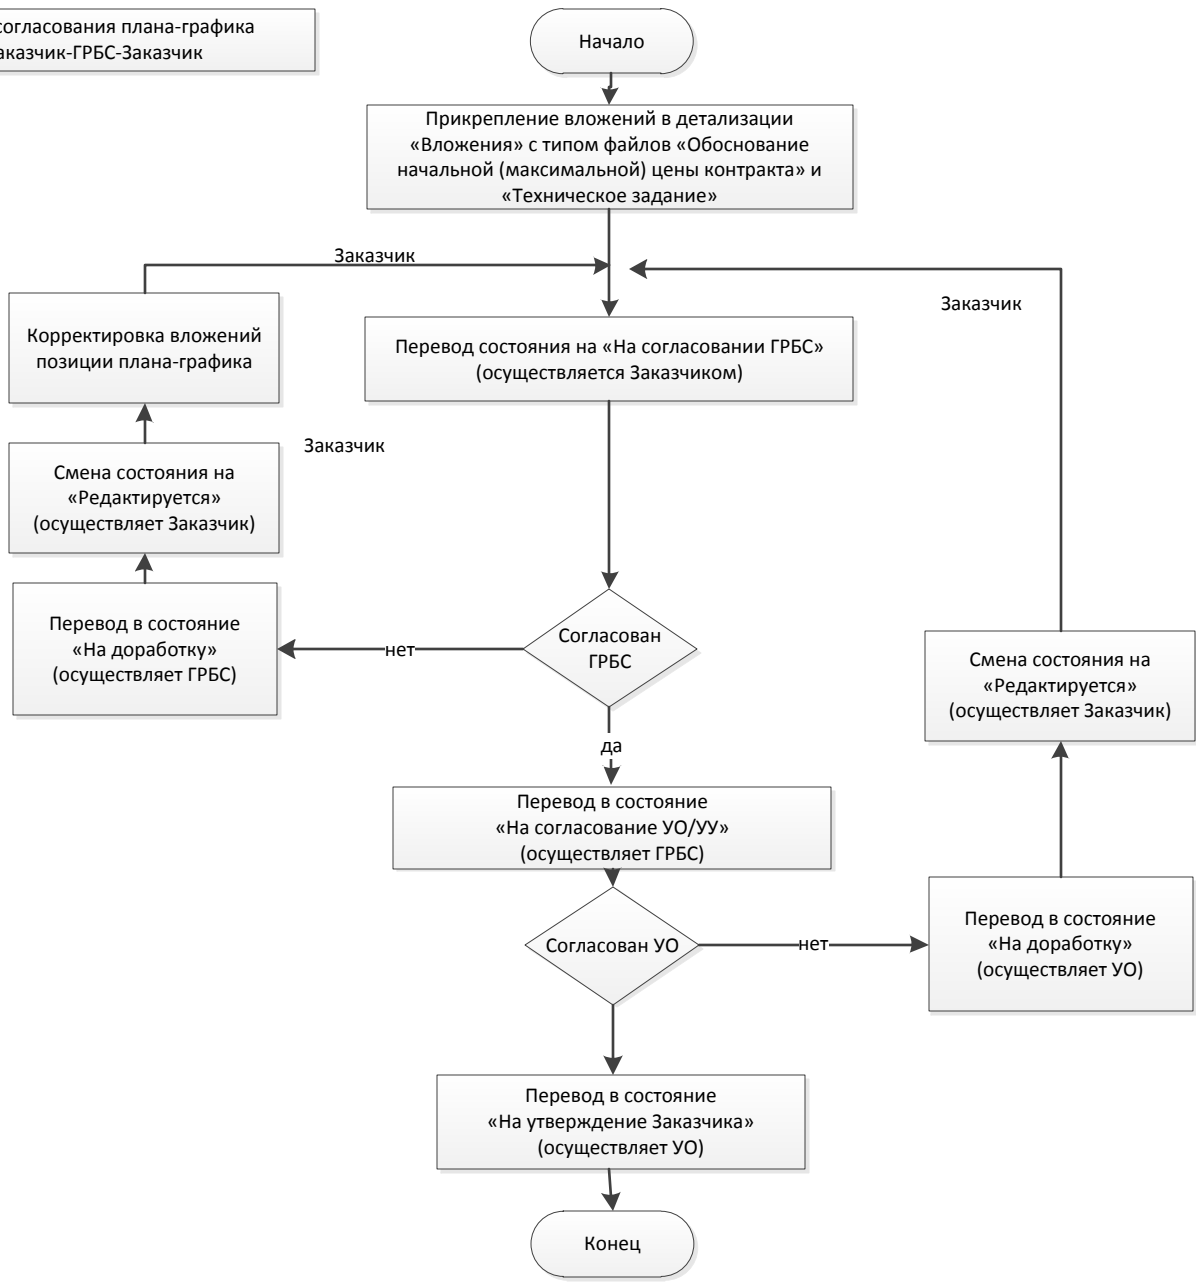 согласования плана-графика
аказчик-ГРБС-Заказчик
Начало
Прикрепление вложений в детализации
«Вложения» с типом файлов «Обоснование
начальной (максимальной) цены контракта» и
«Техническое задание»
Заказчик
Заказчик
Корректировка вложений
позиции плана-графика
Перевод состояния на «На согласовании ГРБС»
(осуществляется Заказчиком)
Заказчик
Смена состояния на
«Редактируется»
(осуществляет Заказчик)
Перевод в состояние
«На доработку»
(осуществляет ГРБС)
нет
Согласован
ГРБС
Смена состояния на
«Редактируется»
(осуществляет Заказчик)
да
Перевод в состояние
«На согласование УО/УУ»
(осуществляет ГРБС)
Согласован УО
нет
Перевод в состояние
«На доработку»
(осуществляет УО)
Перевод в состояние
«На утверждение Заказчика»
(осуществляет УО)
Конец